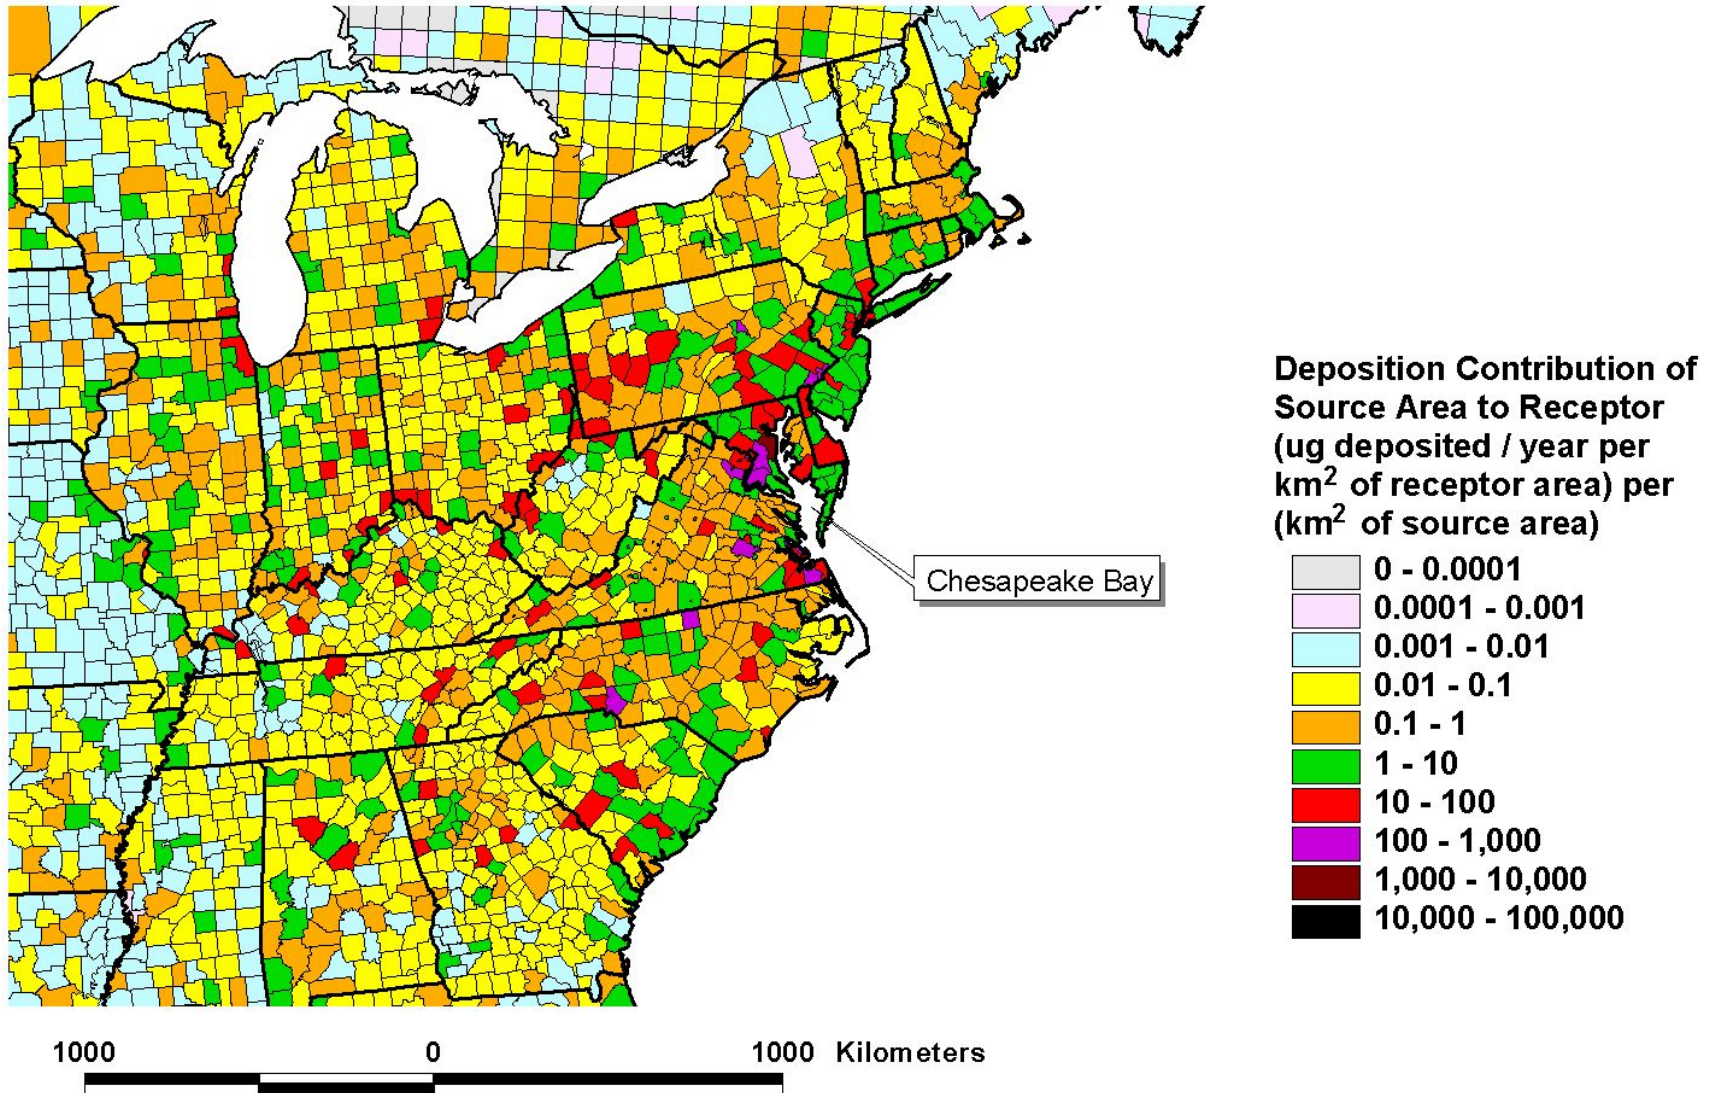 Deposition Contribution of
Source Area to Receptor
(ug deposited / year per
km² of receptor area) per
(km² of source area)
0 - 0.0001
0.0001 - 0.001
0.001 - 0.01
0.01 - 0.1
0.1 - 1
1 - 10
10 - 100
100 - 1,000
1,000 - 10,000
10,000 - 100,000
Chesapeake Bay
1000 0 1000 Kilometers